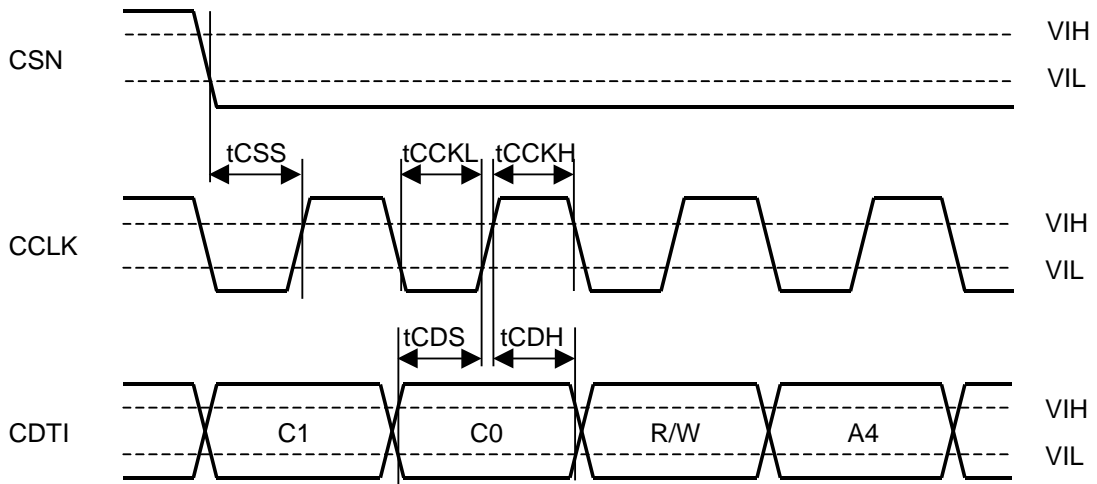 CSN
VIH
VIL
tCSS
tCCKL
tCCKH
CCLK
VIH
VIL
tCDS
tCDH
CDTI
C1
C0
R/W
A4
VIH
VIL